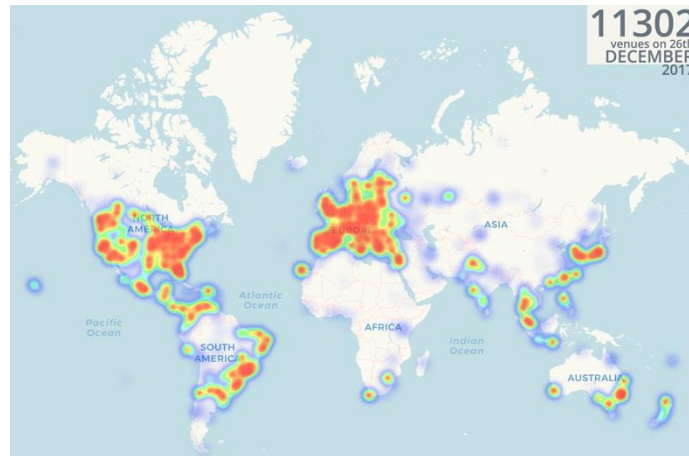 11302
venues on 26th
DECEMBER
2017
NORTH
AMERICA
EUROPE
ASIA
Atlantic
Ocean
Pacific
Ocean
AFRICA
Indian
Ocean
SOUTH
AMERICA
AUSTRALIA